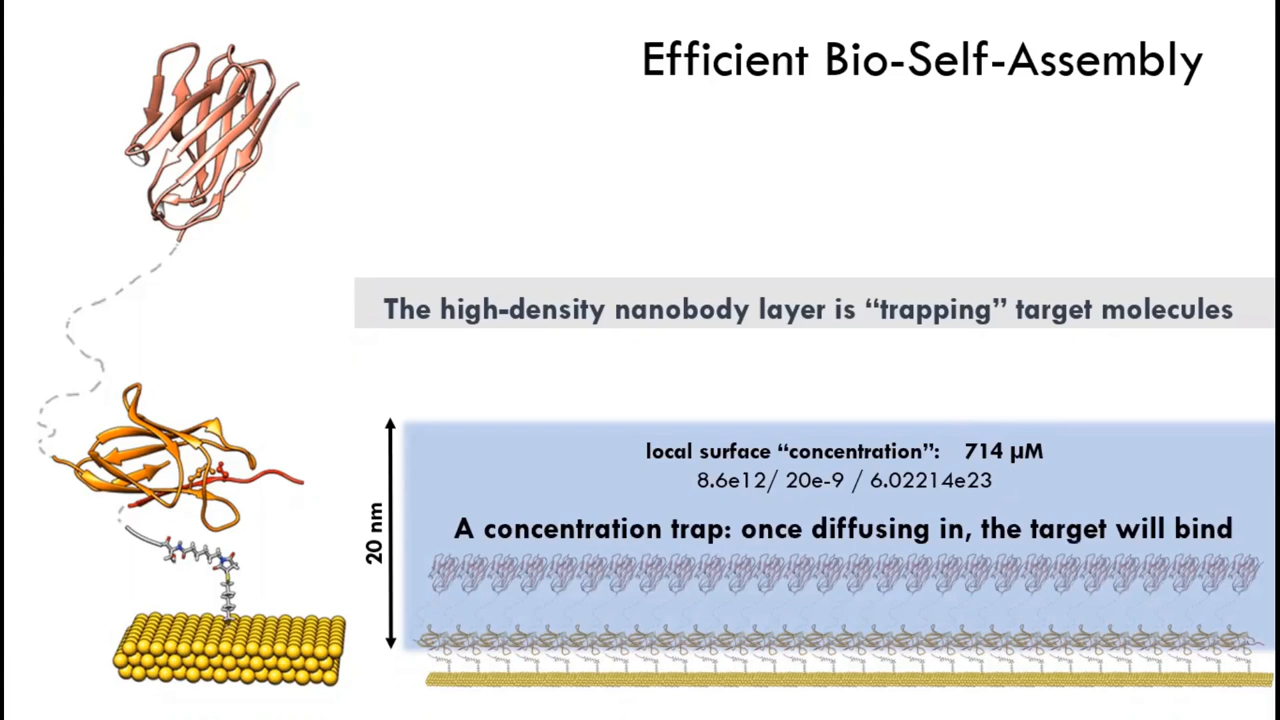 Efficient Bio-Self-Assembly
The high-density nanobody layer is “trapping” target molecules
local surface “concentration”: 714 µM
8.6e12/ 20e-9 / 6.02214e23
A concentration trap: once diffusing in, the target will bind
20 nm